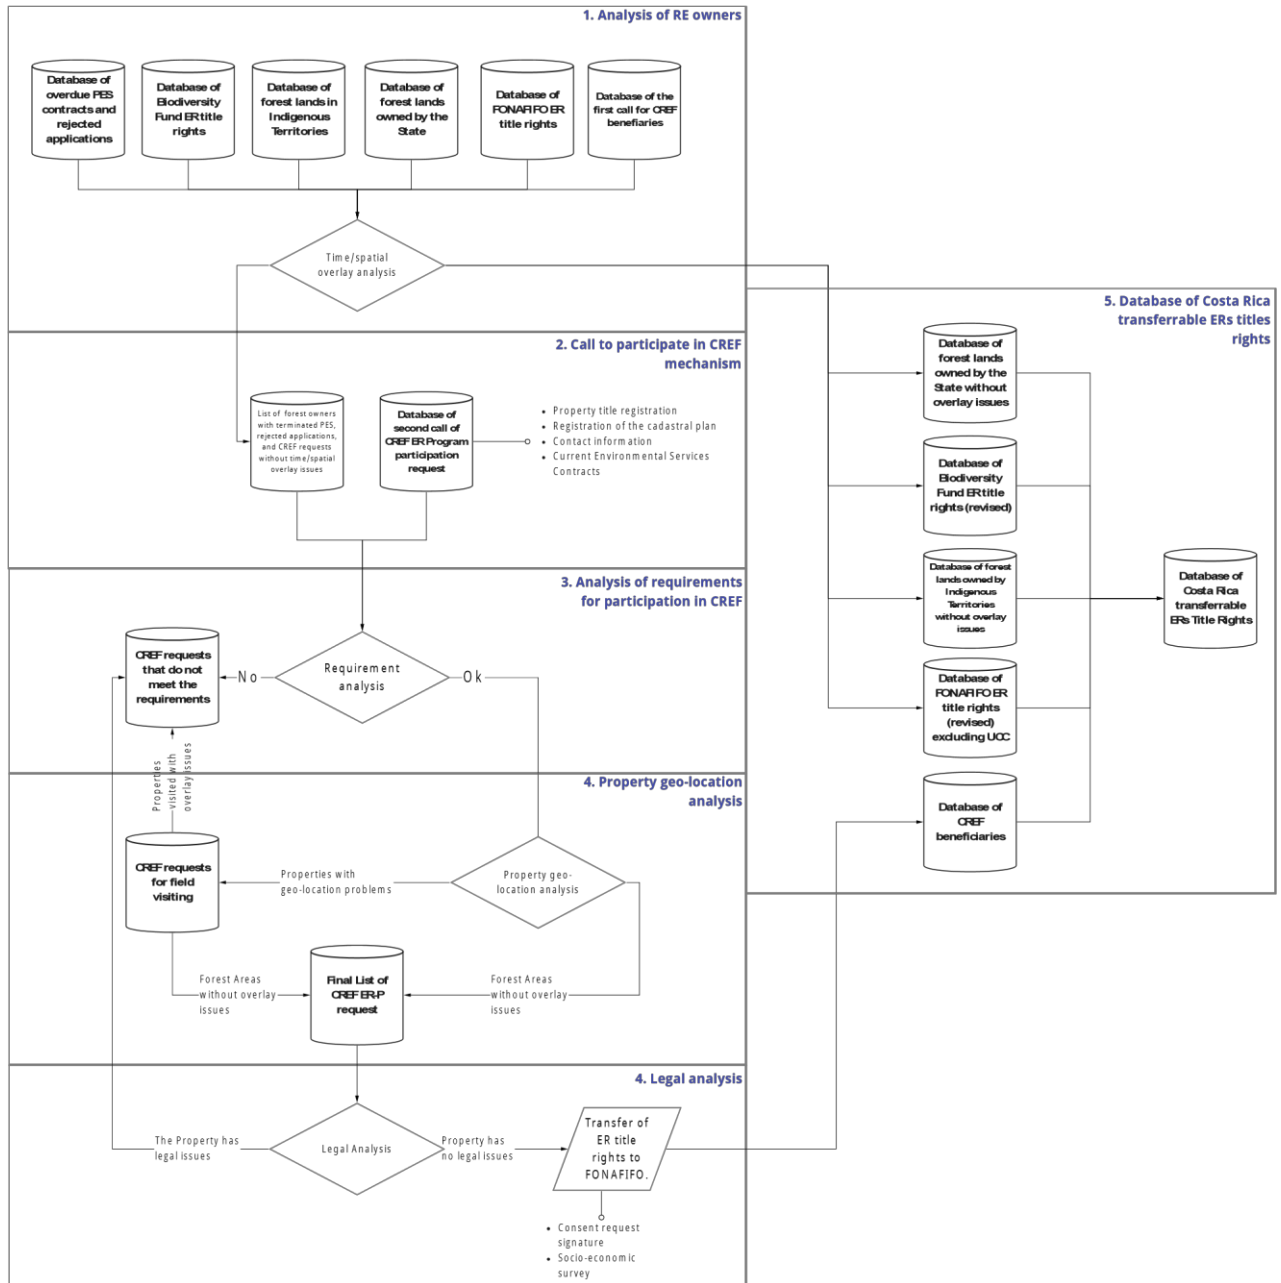 1. Analysis of RE owners
Database of
overdue PES
contracts and
rejected
applications
Database of
Biodiversity
Fund ER title
rights
Database of
forest lands in
Indigenous
Territories
Database of
forest lands
owned by the
State
Database of
FONAFIFO ER
title rights
Database of the
first call for CREF
benefiaries
Time/spatial
overlay analysis
2. Call to participate in CREF
mechanism
List of forest owners
with terminated PES,
rejected applications,
and CREF requests
without time/spatial
overlay issues
Database of
second call of
CREF ER Program
participation
request
• Property title registration
• Registration of the cadastral plan
• Contact information
• Current Environmental Services
Contracts
3. Analysis of requirements
for participation in CREF
CREF requests
that do not
meet the
requirements
No
Requirement
analysis
Ok
Properties
visited with
overlay issues
4. Property geo-location
analysis
CREF requests
for field
visiting
Properties with
geo-location problems
Property geo-
location analysis
Forest Areas
without overlay
issues
Final List of
CREF ER-P
request
Forest Areas
without overlay
issues
4. Legal analysis
The Property has
legal issues
Legal Analysis
Property has
no legal issues
Transfer of
ER title
rights to
FONAFIFO.
• Consent request
signature
• Socio-economic
survey
5. Database of Costa Rica
transferrable ERs titles
rights
Database of
forest lands
owned by the
State without
overlay issues
Database of
Biodiversity
Fund ER title
rights (revised)
Database of forest
lands owned by
Indigenous
Territories
without overlay
issues
Database of
FONAFIFO ER
title rights
(revised)
excluding UCC
Database of
CREF
beneficiaries
Database of
Costa Rica
transferrable
ERs Title Rights